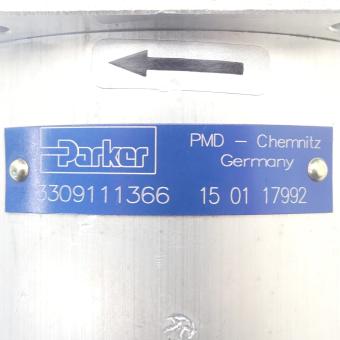 Parker
PMD - Chemnitz
Germany
3309111366
15 01 17992